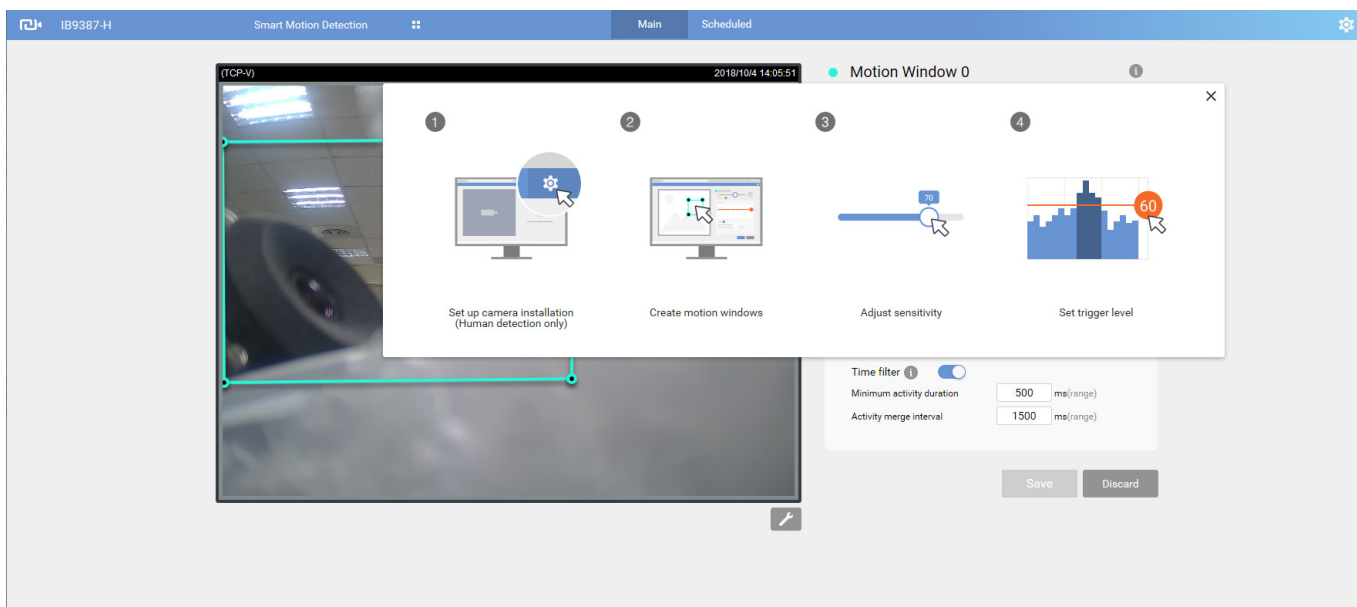 IB9387-H
Smart Motion Detection
Main
Scheduled
(TCP-V)
2018/10/4 14:05:51
Motion Window 0
1
2
3
4
70
60
Set up camera installation
(Human detection only)
Create motion windows
Adjust sensitivity
Set trigger level
Time filter
Minimum activity duration 500 ms(range)
Activity merge interval 1500 ms(range)
Save
Discard